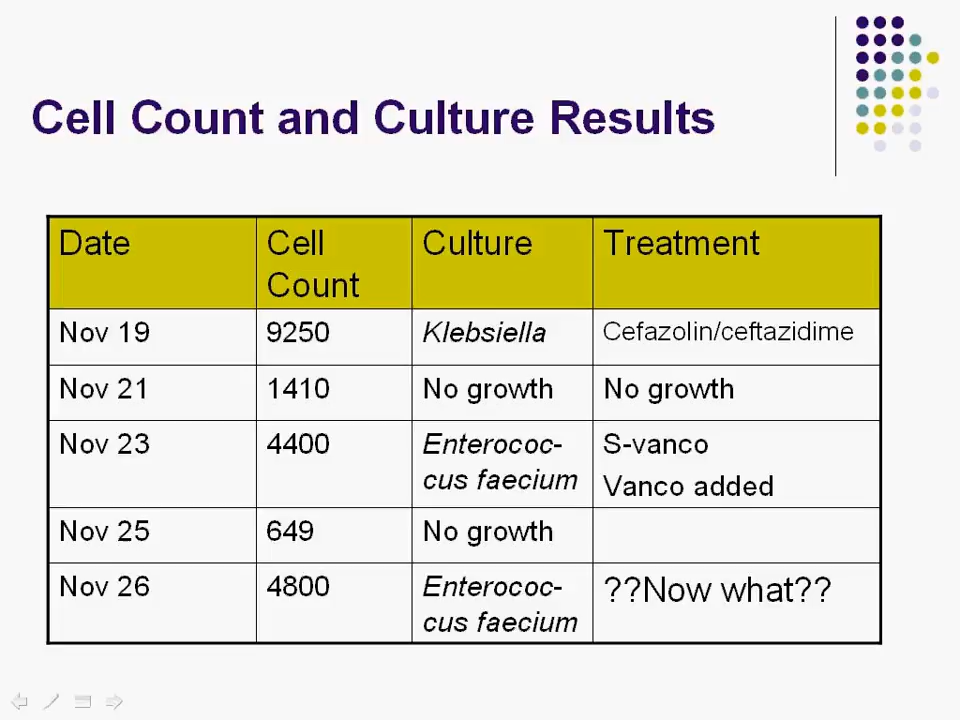 Cell Count and Culture Results
Date
Cell
Count
Culture
Treatment
Nov 19
9250
Klebsiella
Cefazolin/ceftazidime
Nov 21
1410
No growth
No growth
Nov 23
4400
Enterococ-
cus faecium
S-vanco
Vanco added
Nov 25
649
No growth
Nov 26
4800
Enterococ-
cus faecium
??Now what??